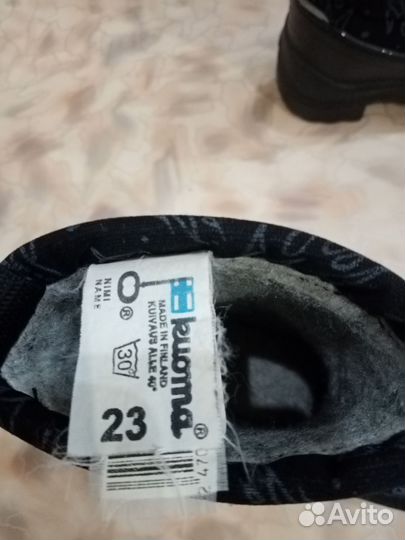 NIMI
NAME
kuoma®
MADE IN FINLAND
KUIVAUS ALLE 40°
®
30°
23
Avito